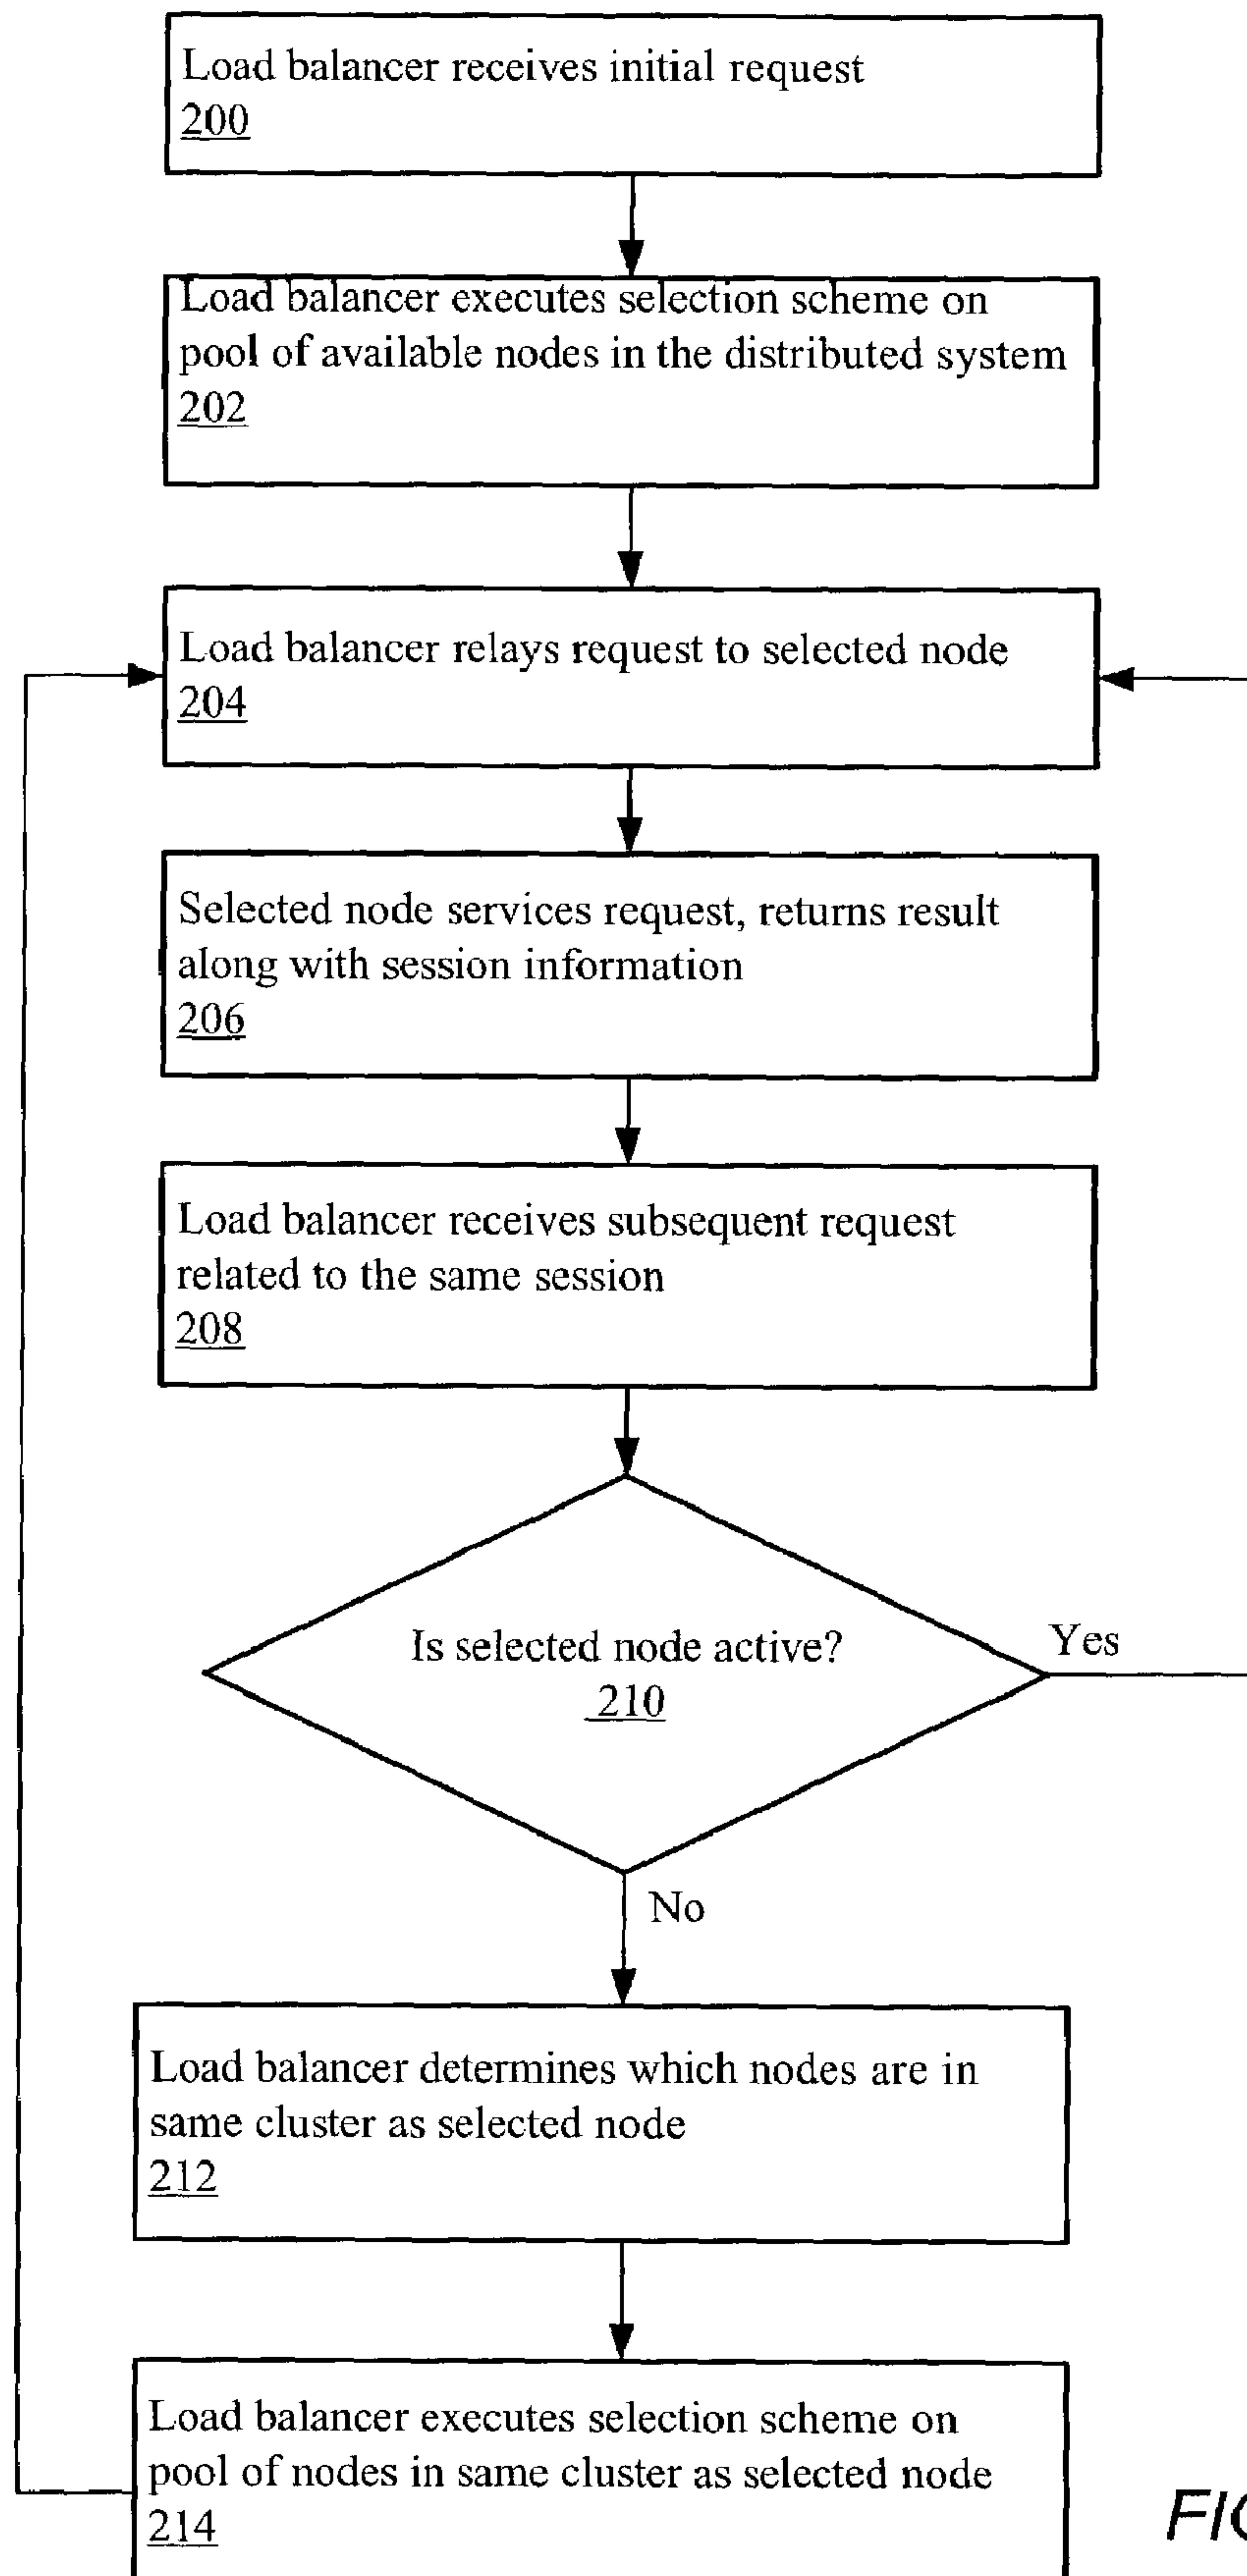 Load balancer receives initial request
200
Load balancer executes selection scheme on
pool of available nodes in the distributed system
202
Load balancer relays request to selected node
204
Selected node services request, returns result
along with session information
206
Load balancer receives subsequent request
related to the same session
208
Is selected node active?
210
Yes
No
Load balancer determines which nodes are in
same cluster as selected node
212
Load balancer executes selection scheme on
pool of nodes in same cluster as selected node
214